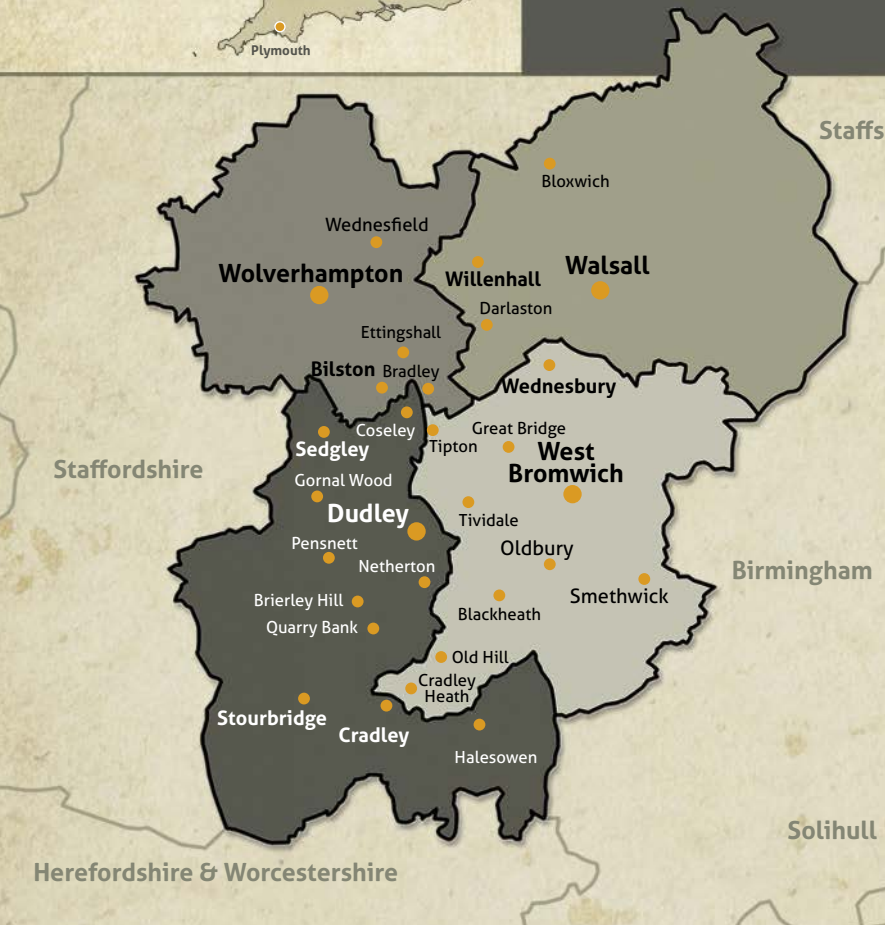 Plymouth
Staffs
Bloxwich
Wednesfield
Wolverhampton
Willenhall
Walsall
Darlaston
Ettingshall
Bilston
Bradley
Wednesbury
Coseley
Tipton
Great Bridge
Sedgley
West
Bromwich
Staffordshire
Gornal Wood
Dudley
Tividale
Pensnett
Oldbury
Netherton
Birmingham
Brierley Hill
Smethwick
Blackheath
Quarry Bank
Old Hill
Cradley
Heath
Stourbridge
Cradley
Halesowen
Solihull
Herefordshire & Worcestershire